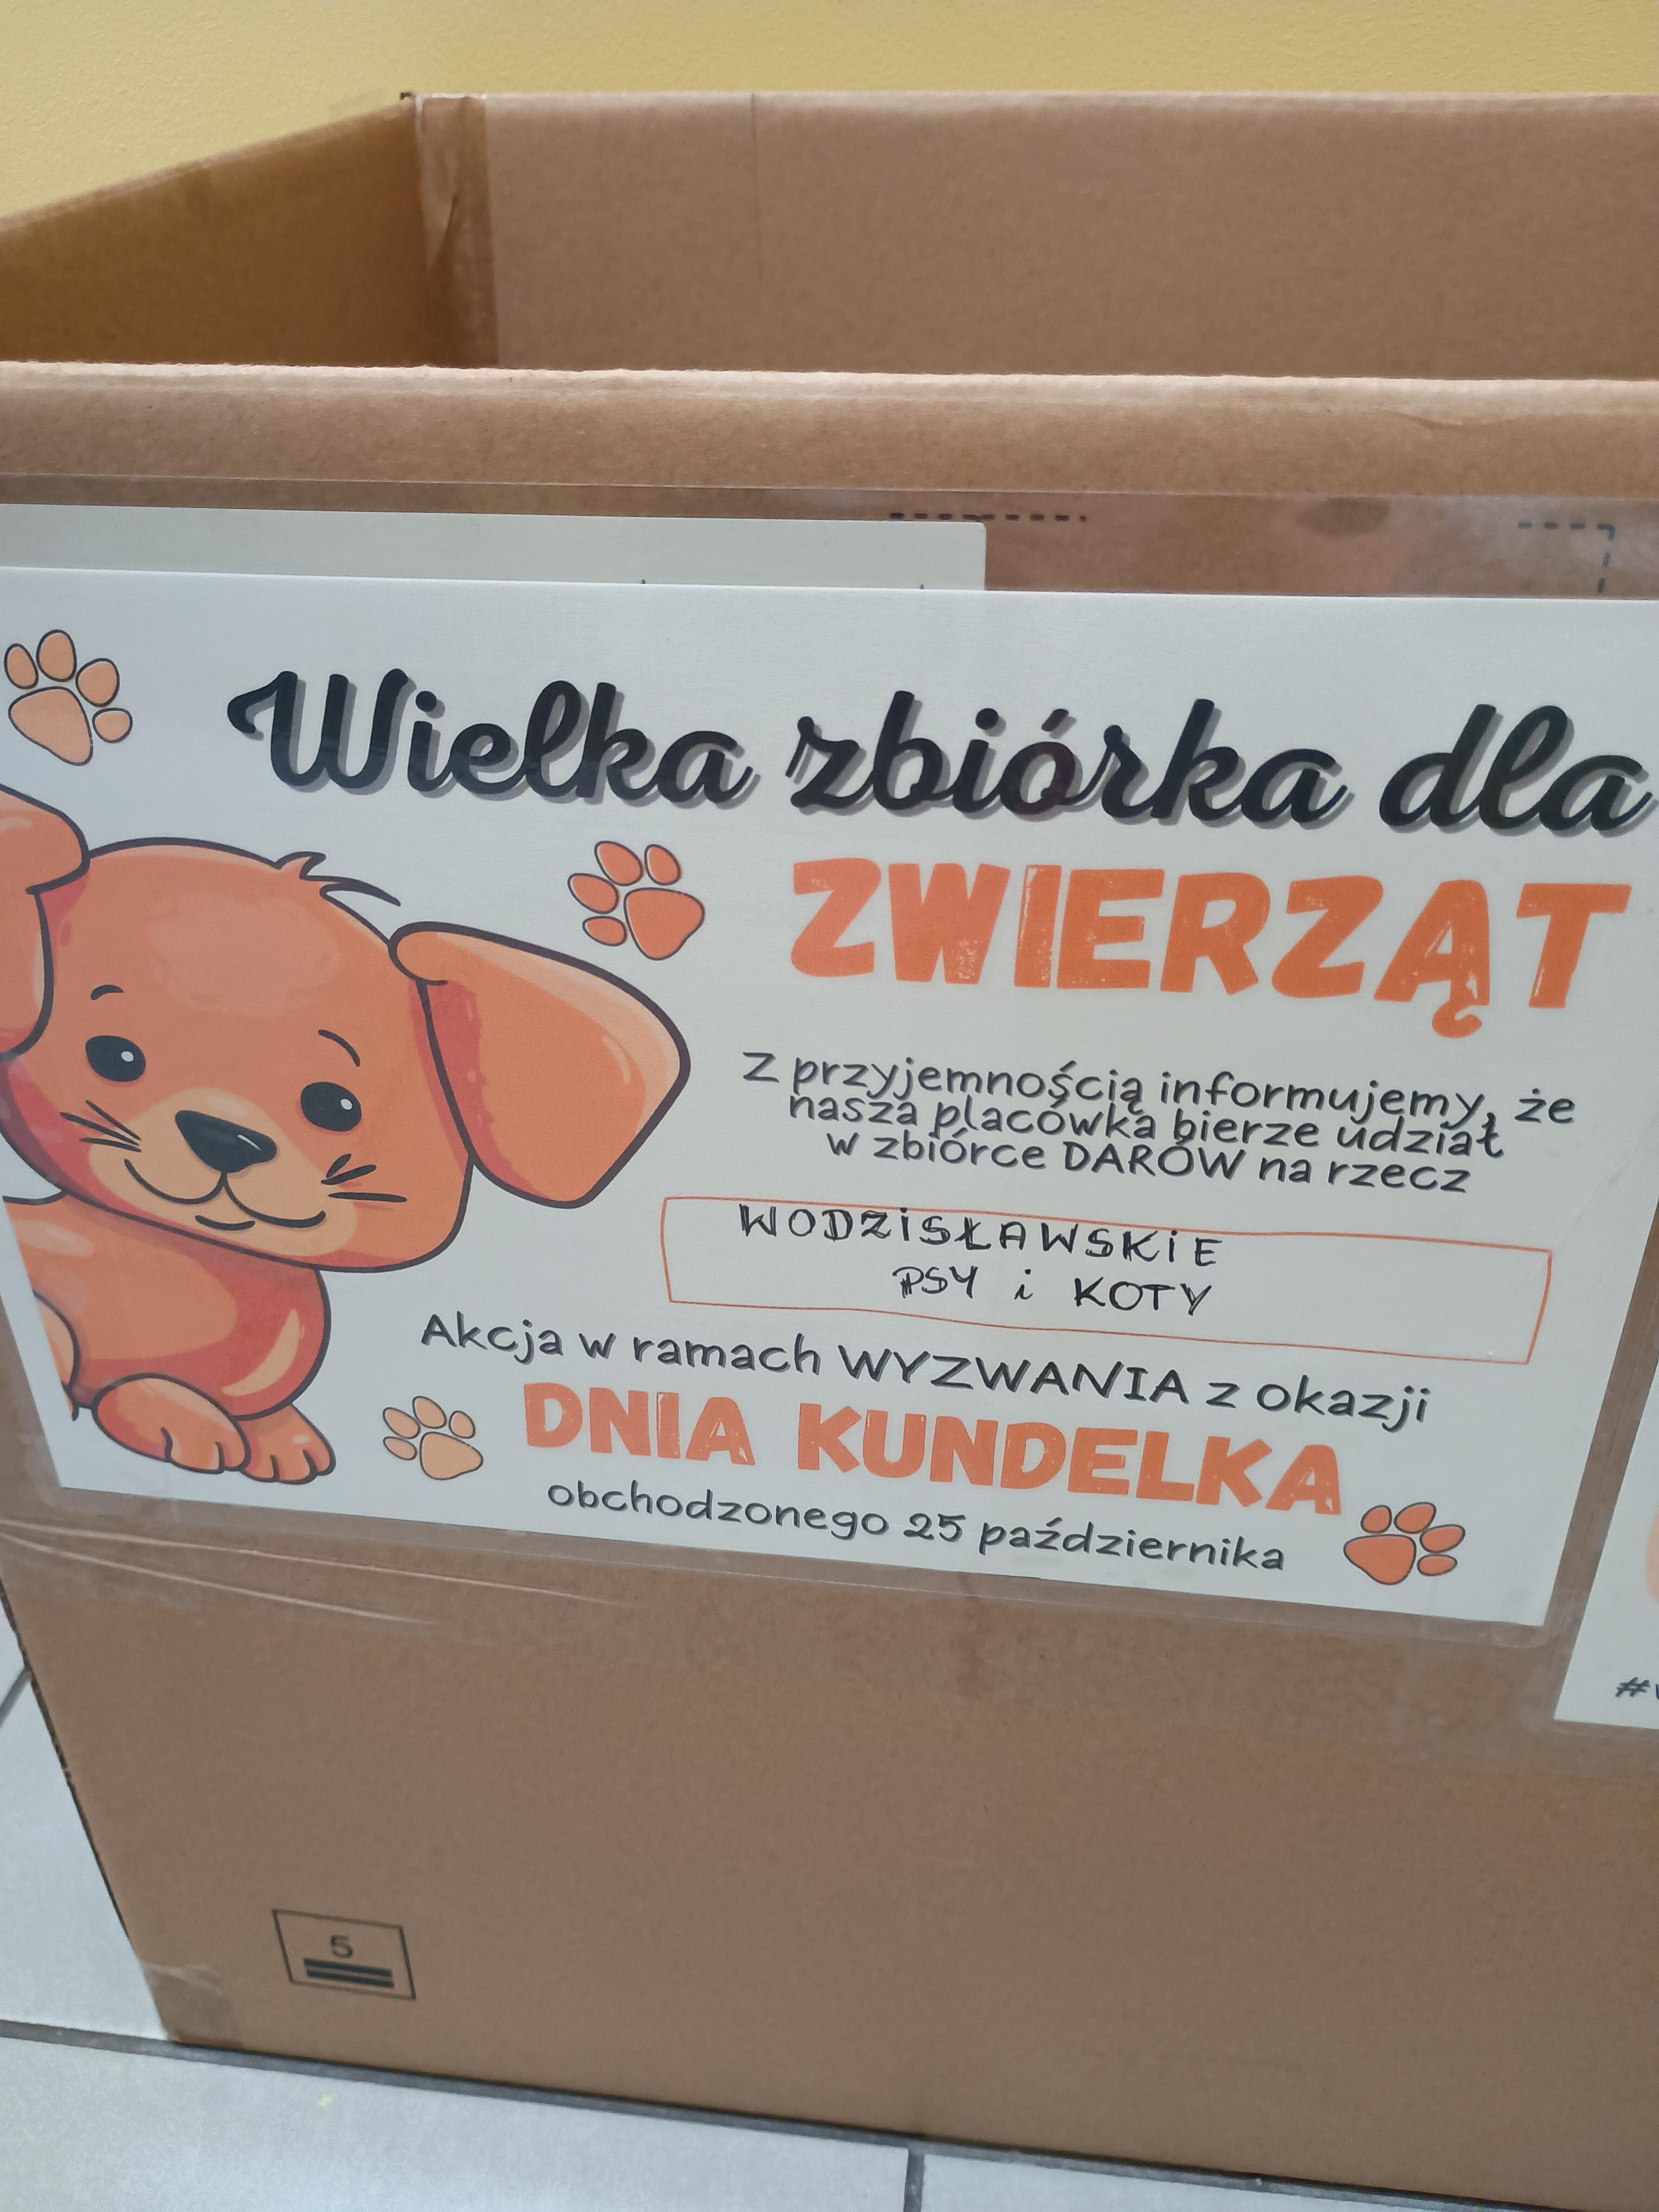 Wielka zbiórka dla
ZWIERZĄT
Z przyjemnością informujemy, że
nasza placówka bierze udział
w zbiórce DARÓW na rzecz
WODZiSŁAWSKiE
PSY i KOTY
Akcja w ramach WYZWANIA z okazji
DNIA KUNDELKA
obchodzonego 25 października
5